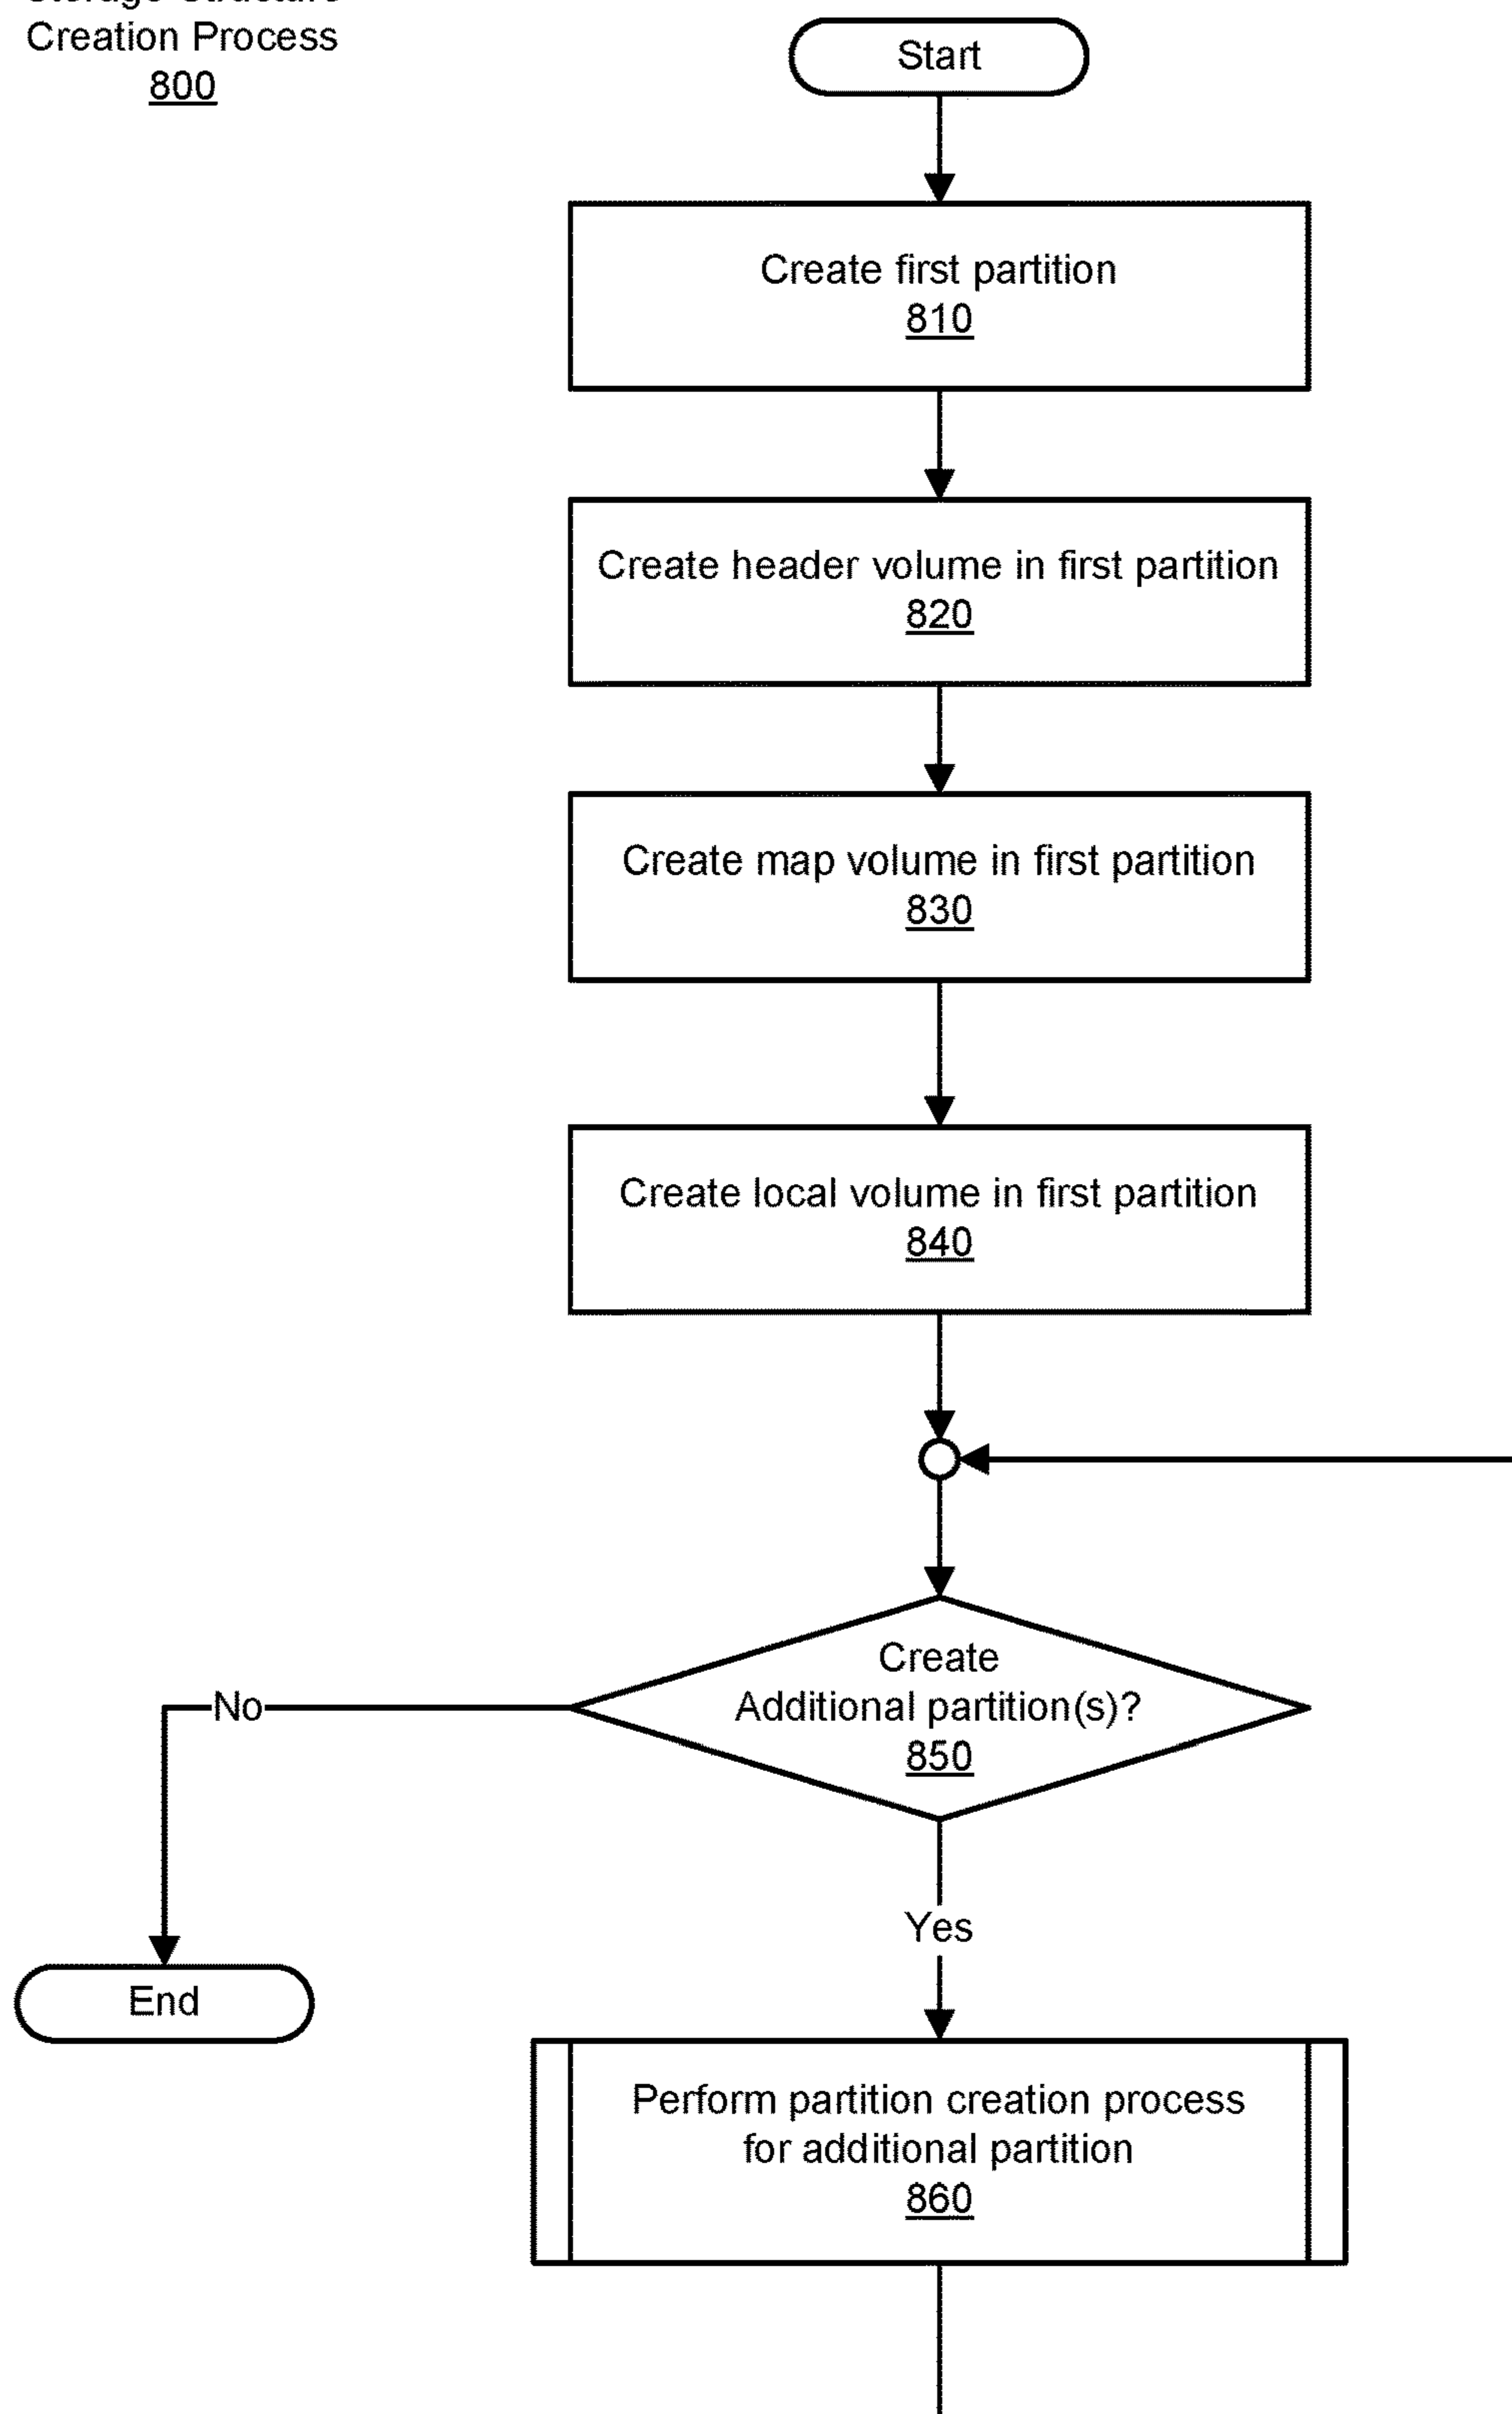 Storage Structure
Creation Process
800
Start
Create first partition
810
Create header volume in first partition
820
Create map volume in first partition
830
Create local volume in first partition
840
Create
Additional partition(s)?
850
No
Yes
End
Perform partition creation process
for additional partition
860